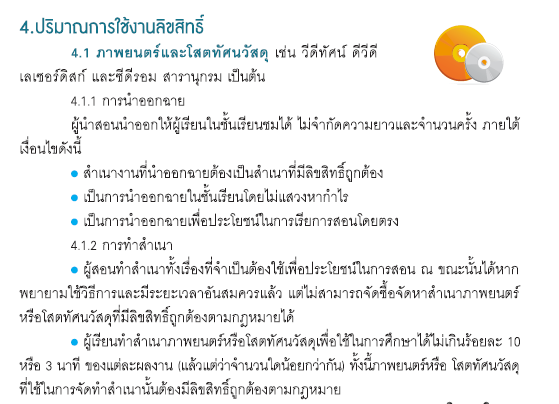 4.ปริมาณการใช้งานลิขสิทธิ์
4.1 ภาพยนตร์และโสตทัศนวัสดุ เช่น วีดีทัศน์ ดีวีดี
เลเซอร์ดิสก์ และซีดีรอม สารานุกรม เป็นต้น
4.1.1 การนำออกฉาย
ผู้นำสอนนำออกให้ผู้เรียนในชั้นเรียนชมได้ ไม่จำกัดความยาวและจำนวนครั้ง ภายใต้
เงื่อนไขดังนี้
● สำเนางานที่นำออกฉายต้องเป็นสำเนาที่มีลิขสิทธิ์ถูกต้อง
● เป็นการนำออกฉายในชั้นเรียนโดยไม่แสวงหากำไร
● เป็นการนำออกฉายเพื่อประโยชน์ในการเรียการสอนโดยตรง
4.1.2 การทำสำเนา
● ผู้สอนทำสำเนาทั้งเรื่องที่จำเป็นต้องใช้เพื่อประโยชน์ในการสอน ณ ขณะนั้นได้หาก
พยายามใช้วิธีการและมีระยะเวลาอันสมควรแล้ว แต่ไม่สามารถจัดซื้อจัดหาสำเนาภาพยนตร์
หรือโสตทัศนวัสดุที่มีลิขสิทธิ์ถูกต้องตามกฎหมายได้
● ผู้เรียนทำสำเนาภาพยนตร์หรือโสตทัศนวัสดุเพื่อใช้ในการศึกษาได้ไม่เกินร้อยละ 10
หรือ 3 นาที ของแต่ละผลงาน (แล้วแต่ว่าจำนวนใดน้อยกว่ากัน) ทั้งนี้ภาพยนตร์หรือ โสตทัศนวัสดุ
ที่ใช้ในการจัดทำสำเนานั้นต้องมีลิขสิทธิ์ถูกต้องตามกฎหมาย